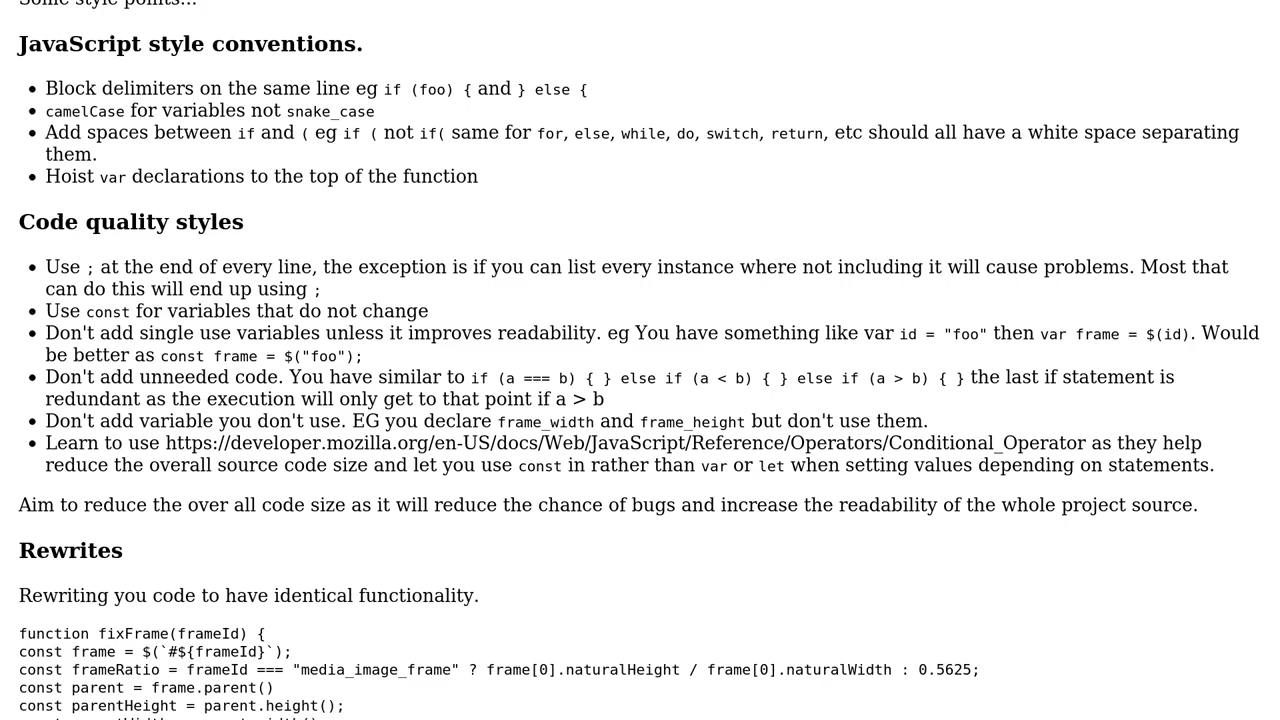 Some style points...
JavaScript style conventions.
Block delimiters on the same line eg if (foo) { and } else {
camelCase for variables not snake_case
Add spaces between if and ( eg if ( not if( same for for, else, while, do, switch, return, etc should all have a white space separating
them.
Hoist var declarations to the top of the function
Code quality styles
Use ; at the end of every line, the exception is if you can list every instance where not including it will cause problems. Most that
can do this will end up using ;
Use const for variables that do not change
Don't add single use variables unless it improves readability. eg You have something like var id = "foo" then var frame = $(id). Would
be better as const frame = $("foo");
Don't add unneeded code. You have similar to if (a === b) { } else if (a < b) { } else if (a > b) { } the last if statement is
redundant as the execution will only get to that point if a > b
Don't add variable you don't use. EG you declare frame_width and frame_height but don't use them.
Learn to use https://developer.mozilla.org/en-US/docs/Web/JavaScript/Reference/Operators/Conditional_Operator as they help
reduce the overall source code size and let you use const in rather than var or let when setting values depending on statements.
Aim to reduce the over all code size as it will reduce the chance of bugs and increase the readability of the whole project source.
Rewrites
Rewriting you code to have identical functionality.
function fixFrame(frameId) {
const frame = $(`#${frameId}`);
const frameRatio = frameId === "media_image_frame" ? frame[0].naturalHeight / frame[0].naturalWidth : 0.5625;
const parent = frame.parent()
const parentHeight = parent.height();